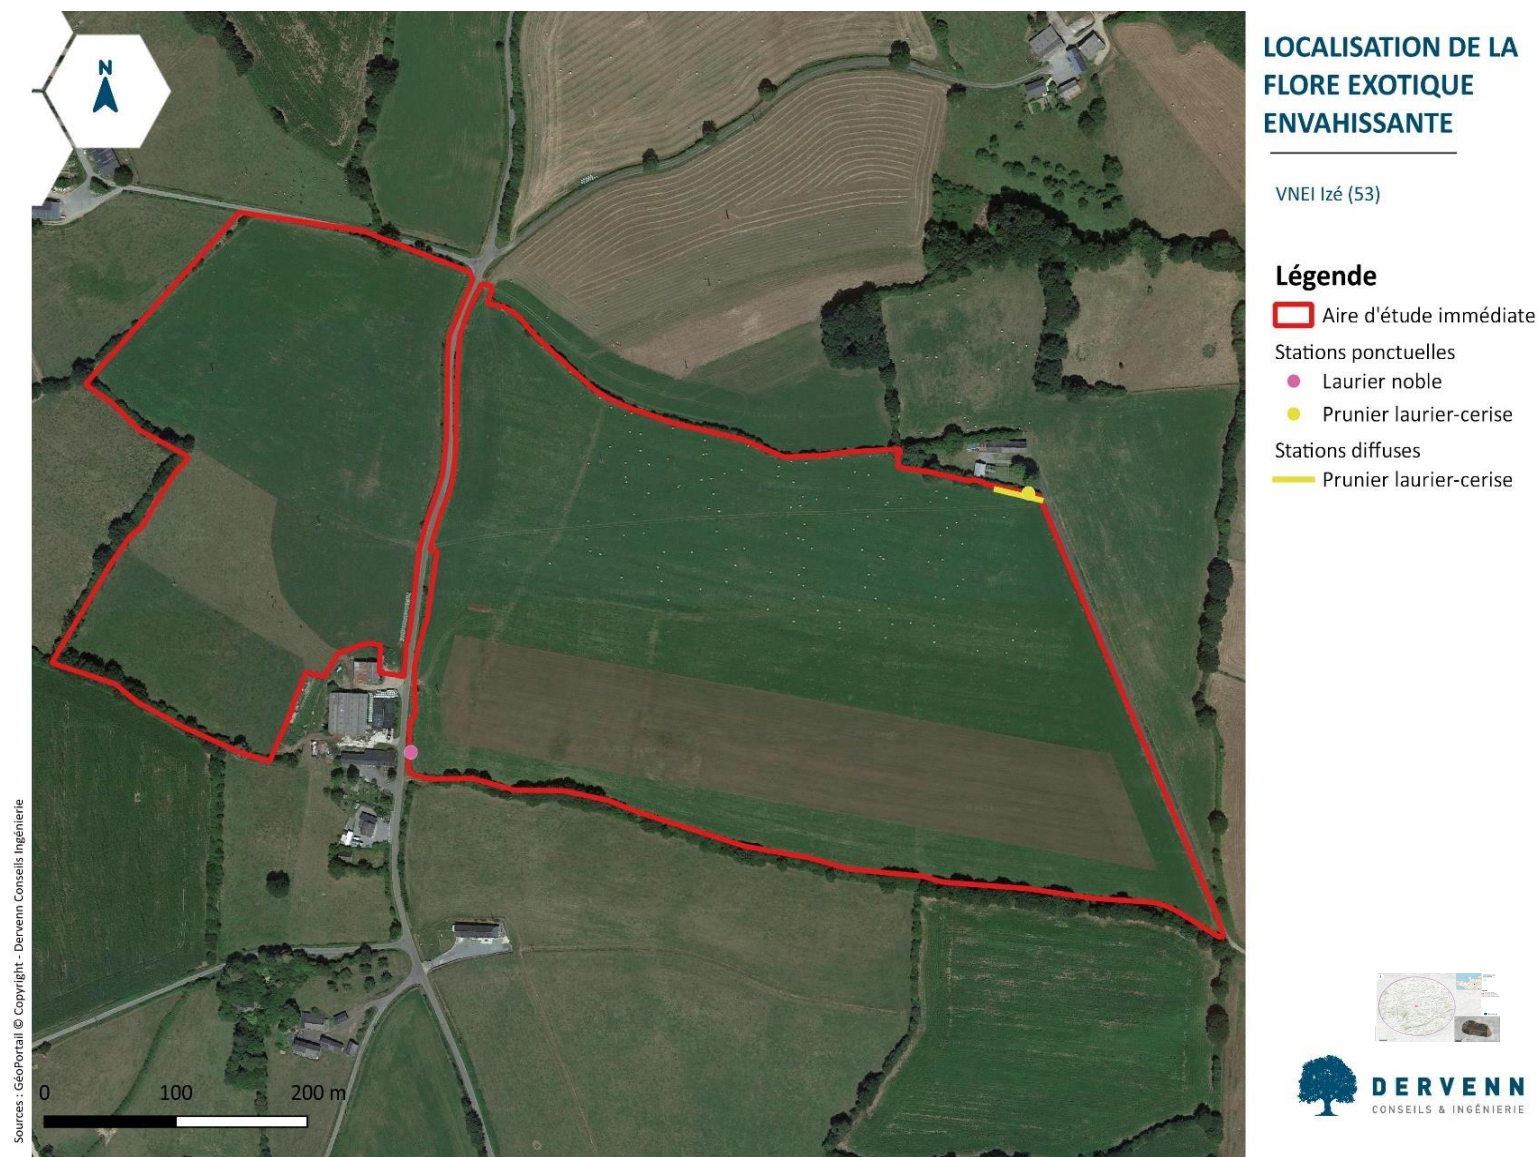 N
LOCALISATION DE LA
FLORE EXOTIQUE
ENVAHISSANTE
VNEI Izé (53)
Légende
Aire d'étude immédiate
Stations ponctuelles
Laurier noble
Prunier laurier-cerise
Stations diffuses
Prunier laurier-cerise
Sources : GéoPortail © Copyright - Dervenn Conseils Ingénierie
0 100 200 m
DERVENN
CONSEILS & INGÉNIERIE